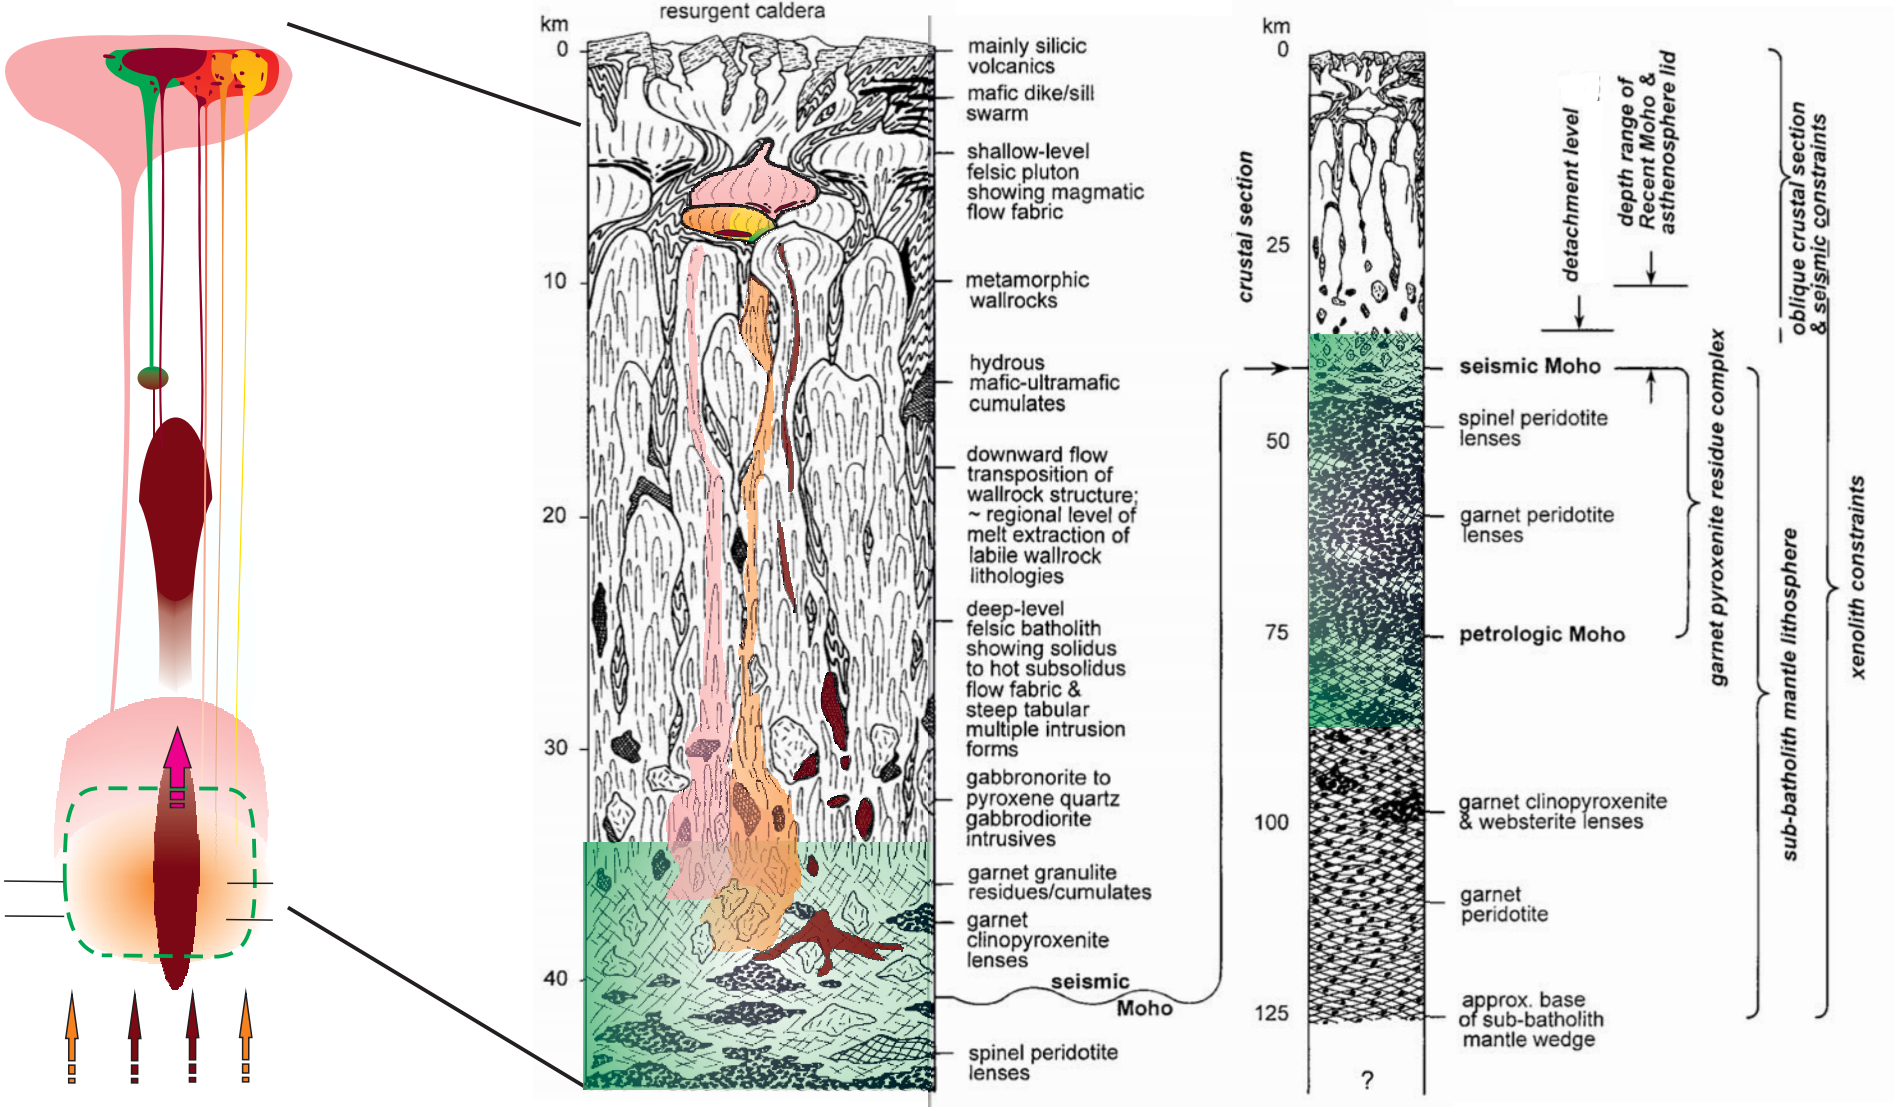 resurgent caldera
km
0
10
20
30
40
mainly silicic
volcanics
mafic dike/sill
swarm
shallow-level
felsic pluton
showing magmatic
flow fabric
metamorphic
wallrocks
hydrous
mafic-ultramafic
cumulates
downward flow
transposition of
wallrock structure;
~ regional level of
melt extraction of
labile wallrock
lithologies
deep-level
felsic batholith
showing solidus
to hot subsolidus
flow fabric &
steep tabular
multiple intrusion
forms
gabbronorite to
pyroxene quartz
gabbrodiorite
intrusives
garnet granulite
residues/cumulates
garnet
clinopyroxenite
lenses
seismic
Moho
spinel peridotite
lenses
crustal section
km
0
25
50
75
100
125
?
detachment level
depth range of
Recent Moho &
asthenosphere lid
oblique crustal section
& seismic constraints
seismic Moho
spinel peridotite
lenses
garnet peridotite
lenses
petrologic Moho
garnet clinopyroxenite
& websterite lenses
garnet
peridotite
approx. base
of sub-batholith
mantle wedge
garnet pyroxenite residue complex
sub-batholith mantle lithosphere
xenolith constraints